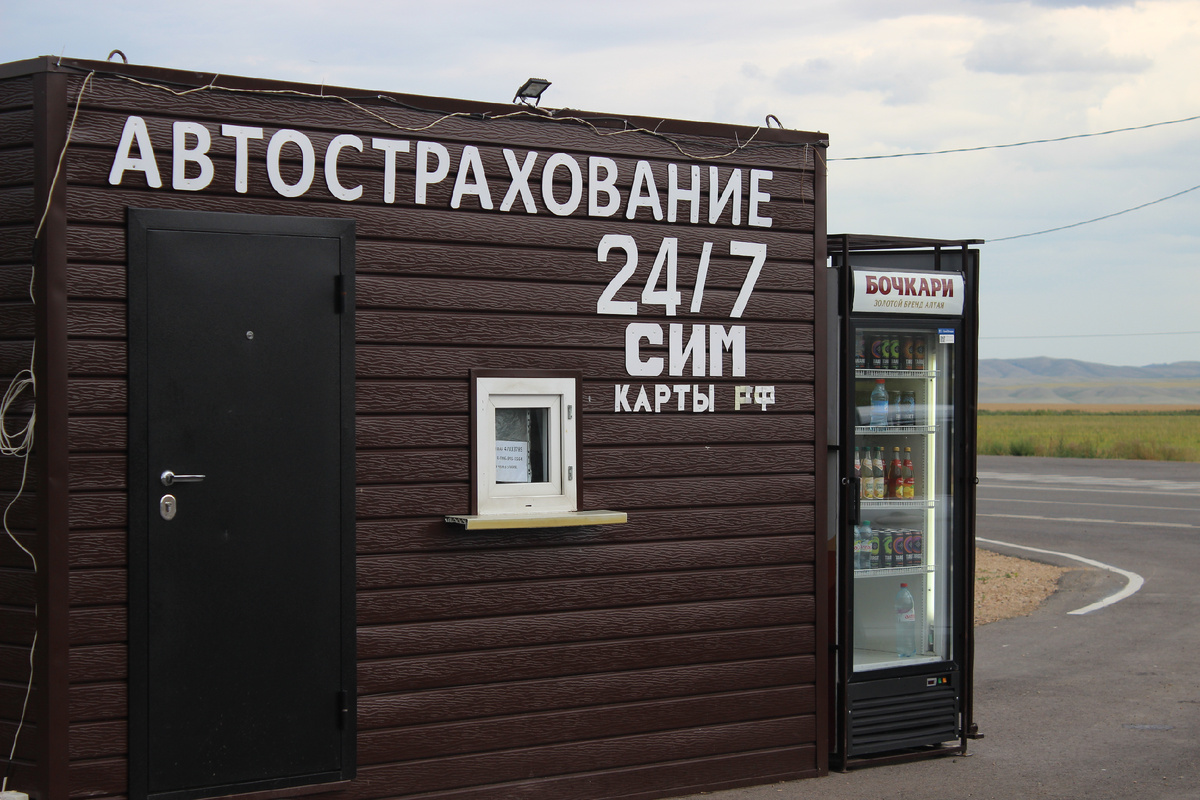 АВТОСТРАХОВАНИЕ
24/7
СИМ
КАРТЫ РФ
БОЧКАРИ
ЗОЛОТОЙ БРЕНД АЛТАЯ